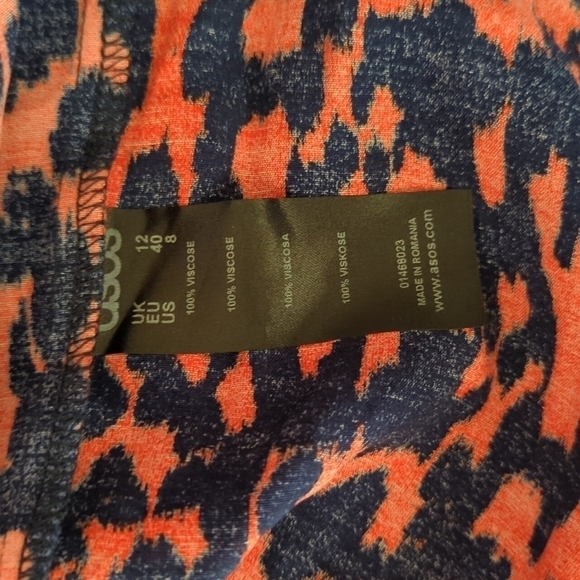 asos
UK 12
EU 40
US 8
100% VISCOSE
100% VISCOSE
100% VISCOSA
100% VISKOSE
01468023
MADE IN ROMANIA
www.asos.com